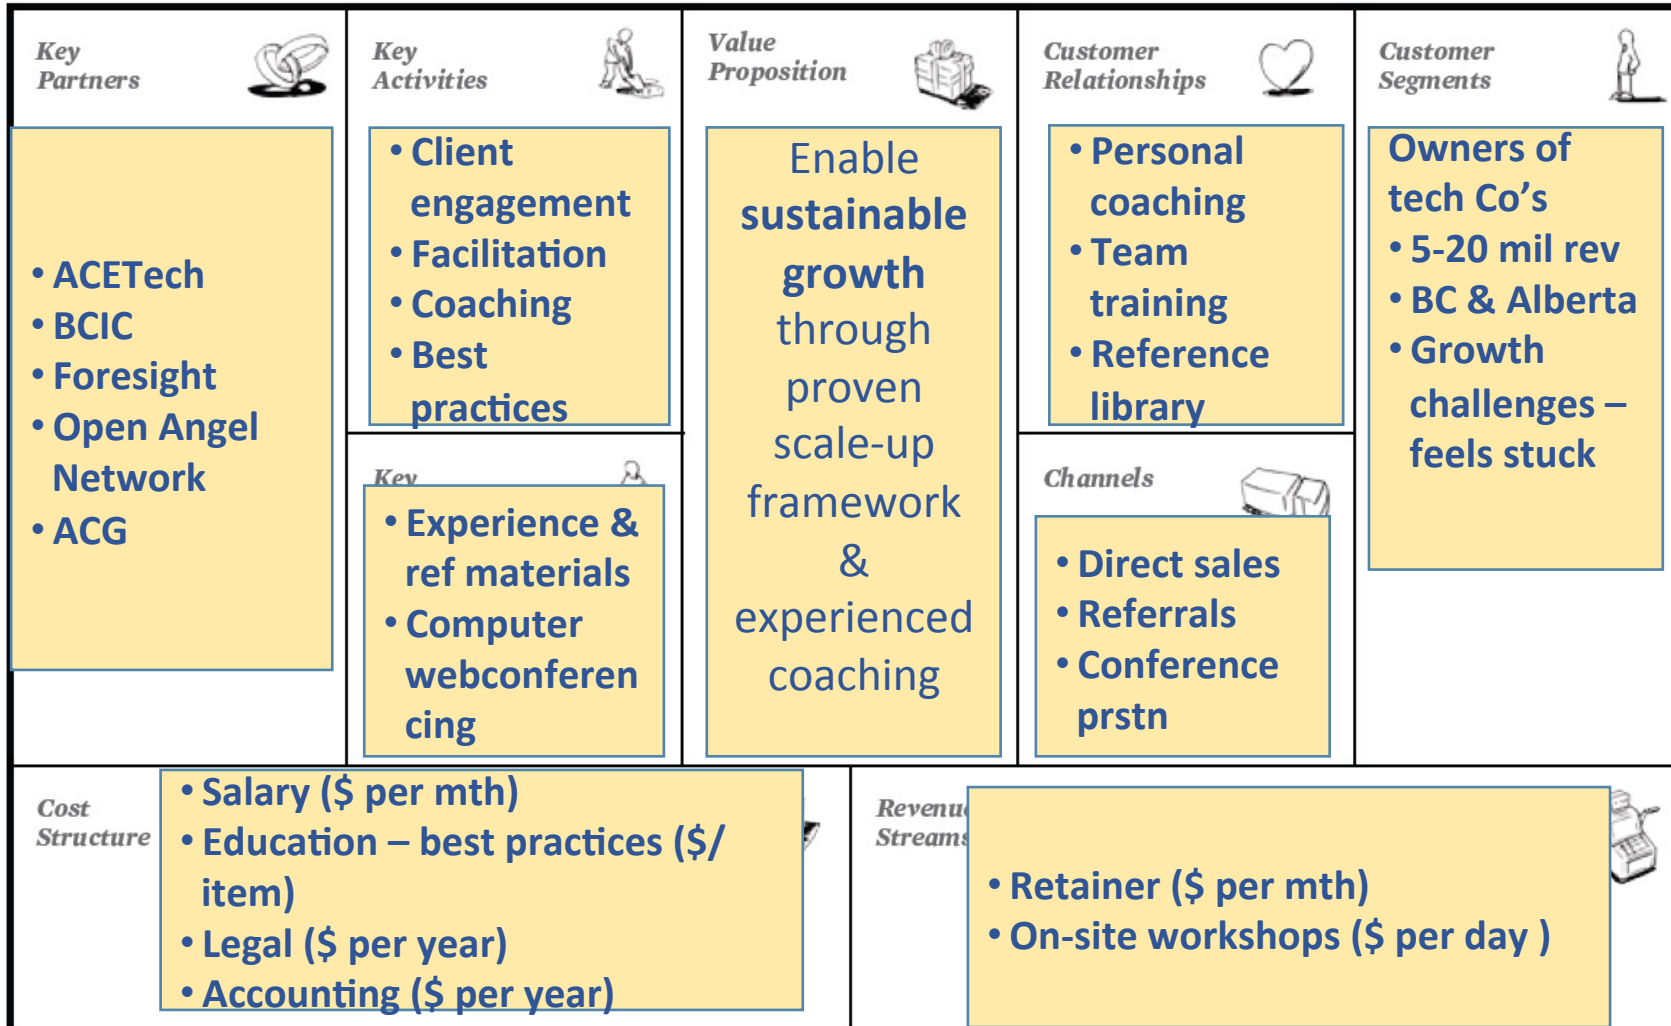 Key
Partners
• ACETech
• BCIC
• Foresight
• Open Angel
Network
• ACG
Key
Activities
• Client
engagement
• Facilitation
• Coaching
• Best
practices
Key
• Experience &
ref materials
• Computer
webconferen
cing
Value
Proposition
Enable
sustainable
growth
through
proven
scale-up
framework
&
experienced
coaching
Customer
Relationships
• Personal
coaching
• Team
training
• Reference
library
Channels
• Direct sales
• Referrals
• Conference
prstn
Customer
Segments
Owners of
tech Co’s
• 5-20 mil rev
• BC & Alberta
• Growth
challenges –
feels stuck
Cost
Structure
• Salary ($ per mth)
• Education – best practices ($/
item)
• Legal ($ per year)
• Accounting ($ per year)
Revenu
Streams
• Retainer ($ per mth)
• On-site workshops ($ per day )